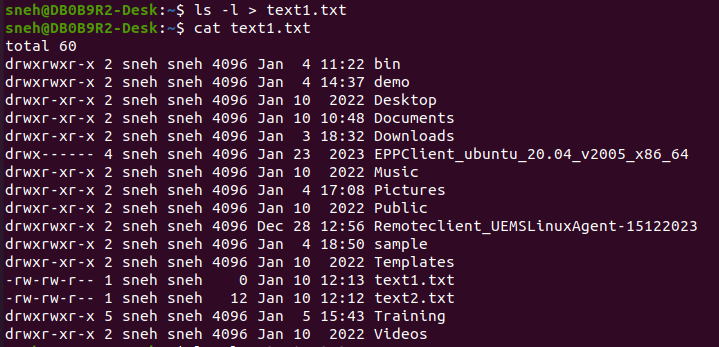 sneh@DB0B9R2-Desk:~$ ls -l > text1.txt
sneh@DB0B9R2-Desk:~$ cat text1.txt
total 60
drwxrwxr-x 2 sneh sneh 4096 Jan  4 11:22 bin
drwxrwxr-x 2 sneh sneh 4096 Jan  4 14:37 demo
drwxr-xr-x 2 sneh sneh 4096 Jan 10  2022 Desktop
drwxr-xr-x 2 sneh sneh 4096 Jan 10 10:48 Documents
drwxr-xr-x 2 sneh sneh 4096 Jan  3 18:32 Downloads
drwx------ 4 sneh sneh 4096 Jan 23  2023 EPPClient_ubuntu_20.04_v2005_x86_64
drwxr-xr-x 2 sneh sneh 4096 Jan 10  2022 Music
drwxr-xr-x 2 sneh sneh 4096 Jan  4 17:08 Pictures
drwxr-xr-x 2 sneh sneh 4096 Jan 10  2022 Public
drwxrwxr-x 2 sneh sneh 4096 Dec 28 12:56 Remoteclient_UEMSLinuxAgent-15122023
drwxrwxr-x 2 sneh sneh 4096 Jan  4 18:50 sample
drwxr-xr-x 2 sneh sneh 4096 Jan 10  2022 Templates
-rw-rw-r-- 1 sneh sneh    0 Jan 10 12:13 text1.txt
-rw-rw-r-- 1 sneh sneh   12 Jan 10 12:12 text2.txt
drwxrwxr-x 5 sneh sneh 4096 Jan  5 15:43 Training
drwxr-xr-x 2 sneh sneh 4096 Jan 10  2022 Videos